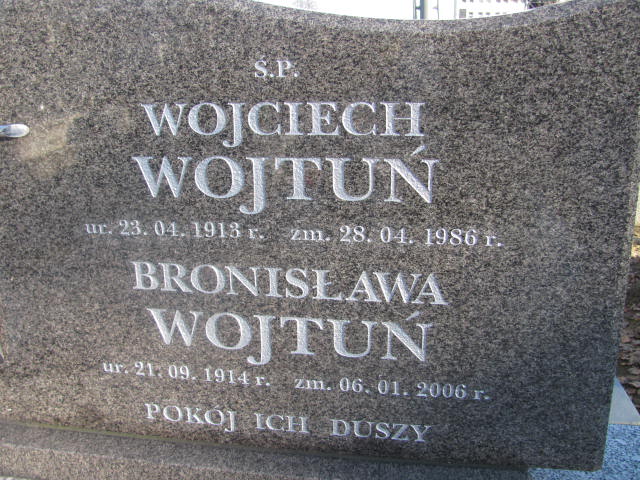 Ś.P.
WOJCIECH
WOJTUŃ
ur. 23. 04. 1913 r. zm. 28. 04. 1986 r.
BRONISŁAWA
WOJTUŃ
ur. 21. 09. 1914 r. zm. 06. 01. 2006 r.
POKÓJ ICH DUSZY